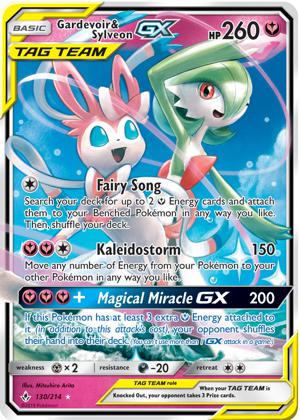 BASIC
Gardevoir&
Sylveon GX
HP260
TAG TEAM
Fairy Song
Search your deck for up to 2 Energy cards and attach
them to your Benched Pokémon in any way you like.
Then, shuffle your deck.
Kaleidostorm 150
Move any number of Energy from your Pokémon to your
other Pokémon in any way you like.
+ Magical Miracle GX 200
If this Pokémon has at least 3 extra Energy attached to
it (in addition to this attack's cost), your opponent shuffles
their hand into their deck. (You can't use more than 1 GX attack in a game.)
weakness ×2 resistance -20 retreat
TAG TEAM rule
Illus. Mitsuhiro Arita
When your TAG TEAM is
Knocked Out, your opponent takes 3 Prize cards.
130/214
©2019 Pokémon